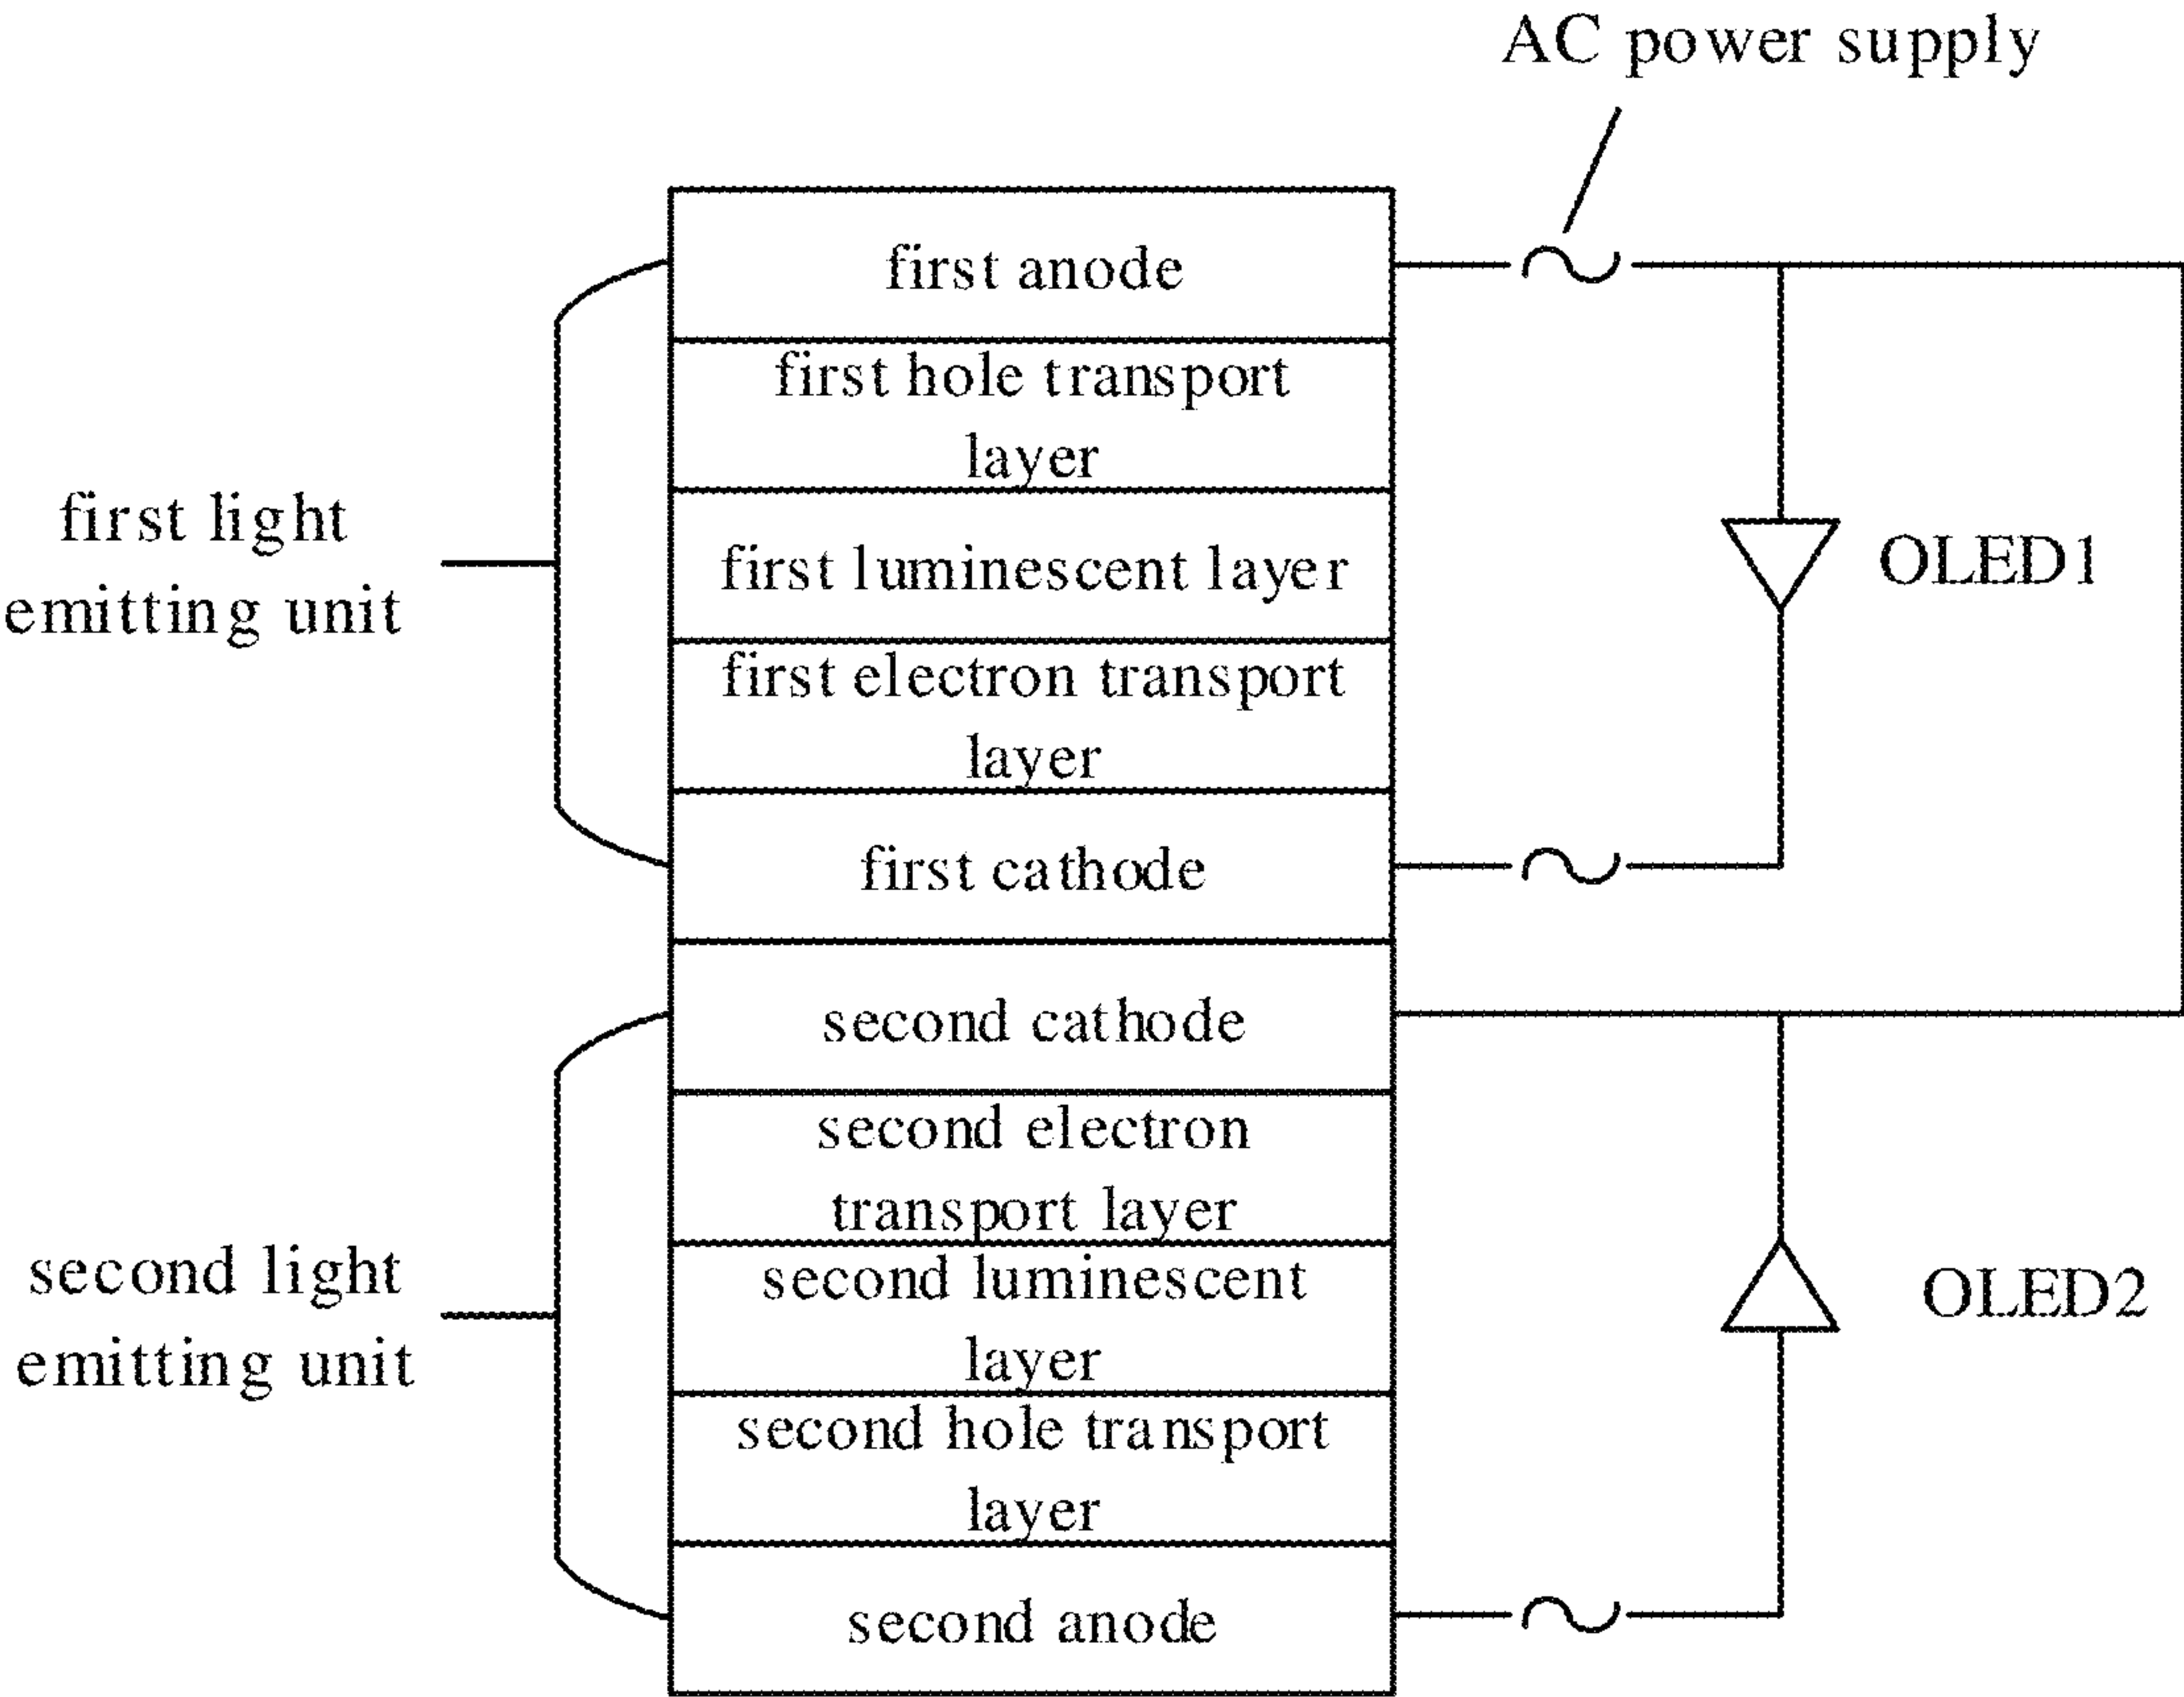 AC power supply
first anode
first hole transport
layer
first light
emitting unit
first luminescent layer
OLED1
first electron transport
layer
first cathode
second cathode
second electron
transport layer
second light
emitting unit
second luminescent
layer
OLED2
second hole transport
layer
second anode